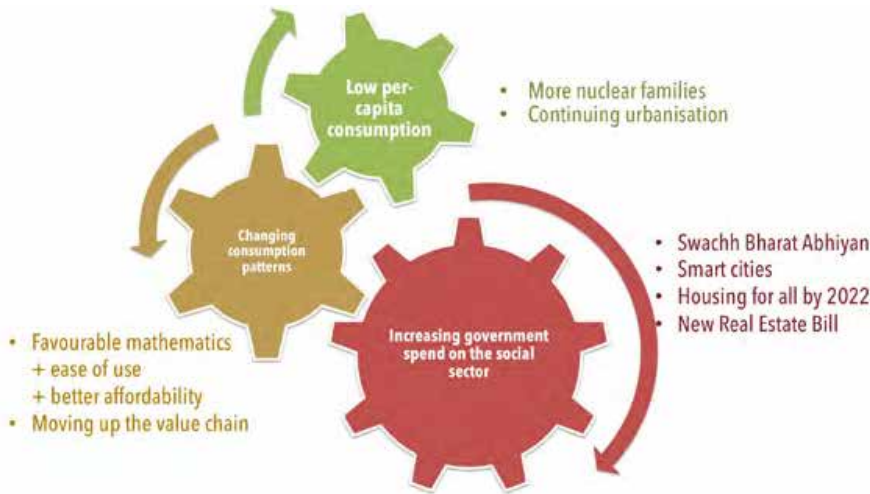 Low per-
capita
consumption
• More nuclear families
• Continuing urbanisation
Changing
consumption
patterns
• Favourable mathematics
+ ease of use
+ better affordability
• Moving up the value chain
Increasing government
spend on the social
sector
• Swachh Bharat Abhiyan
• Smart cities
• Housing for all by 2022
• New Real Estate Bill